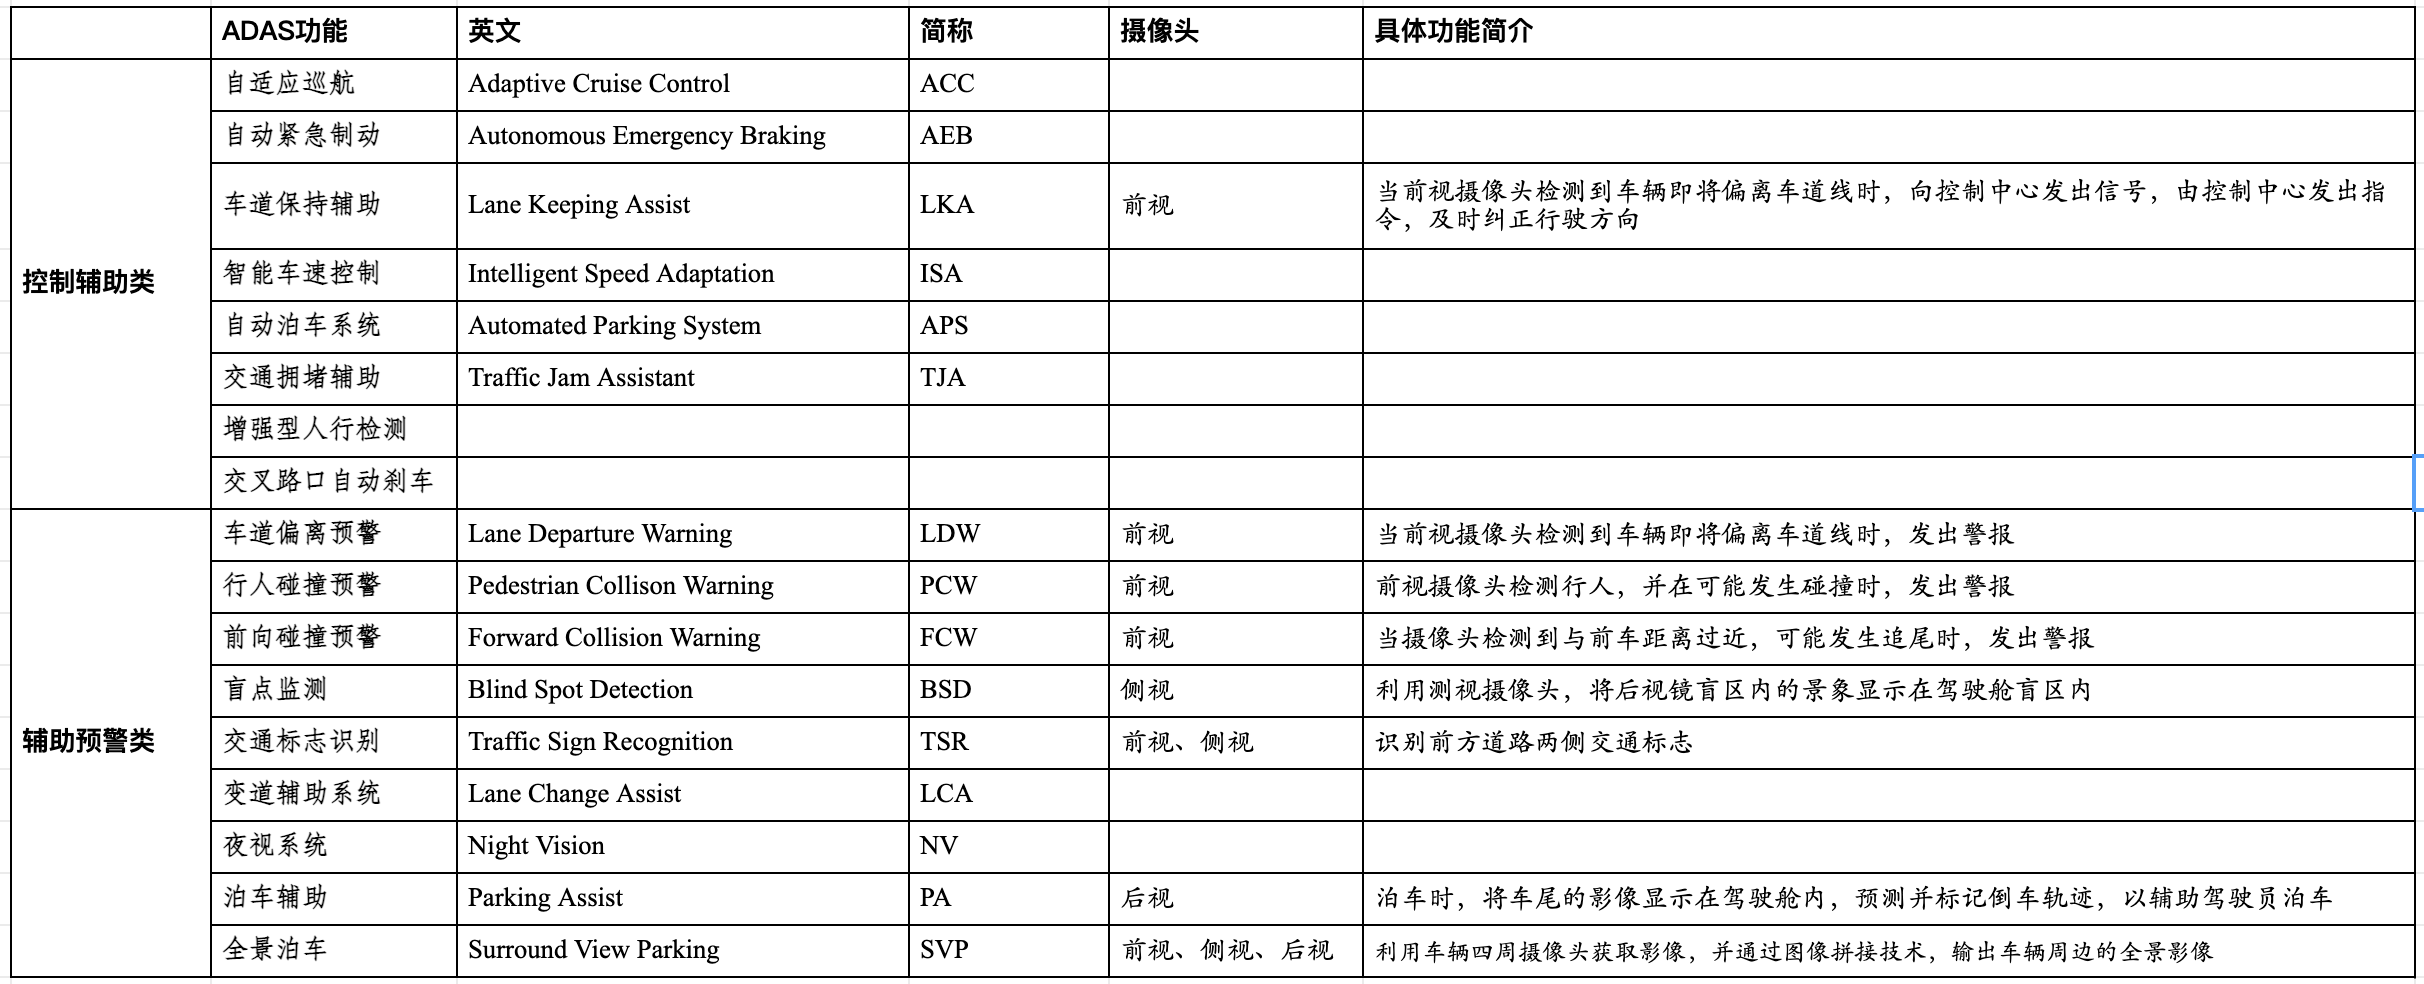 ADAS功能 英文 简称 摄像头 具体功能简介
控制辅助类
自适应巡航 Adaptive Cruise Control ACC
自动紧急制动 Autonomous Emergency Braking AEB
车道保持辅助 Lane Keeping Assist LKA 前视 当前视摄像头检测到车辆即将偏离车道线时，向控制中心发出信号，由控制中心发出指
令，及时纠正行驶方向
智能车速控制 Intelligent Speed Adaptation ISA
自动泊车系统 Automated Parking System APS
交通拥堵辅助 Traffic Jam Assistant TJA
增强型人行检测
交叉路口自动刹车
辅助预警类
车道偏离预警 Lane Departure Warning LDW 前视 当前视摄像头检测到车辆即将偏离车道线时，发出警报
行人碰撞预警 Pedestrian Collison Warning PCW 前视 前视摄像头检测行人，并在可能发生碰撞时，发出警报
前向碰撞预警 Forward Collision Warning FCW 前视 当摄像头检测到与前车距离过近，可能发生追尾时，发出警报
盲点监测 Blind Spot Detection BSD 侧视 利用测视摄像头，将后视镜盲区内的景象显示在驾驶舱盲区内
交通标志识别 Traffic Sign Recognition TSR 前视、侧视 识别前方道路两侧交通标志
变道辅助系统 Lane Change Assist LCA
夜视系统 Night Vision NV
泊车辅助 Parking Assist PA 后视 泊车时，将车尾的影像显示在驾驶舱内，预测并标记倒车轨迹，以辅助驾驶员泊车
全景泊车 Surround View Parking SVP 前视、侧视、后视 利用车辆四周摄像头获取影像，并通过图像拼接技术，输出车辆周边的全景影像